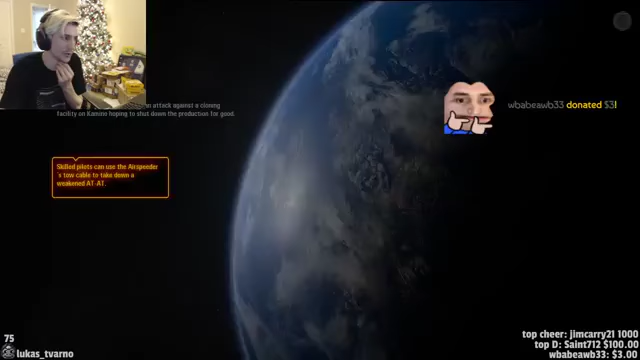 an attack against a cloning
facility on Kamino hoping to shut down the production for good.
wbabeawb33 donated $3!
Skilled pilots can use the Airspeeder
's tow cable to take down a
weakened AT-AT.
75
lukas_tvarno
top cheer: jimcarry21 1000
top D: Saint712 $100.00
wbabeawb33: $3.00